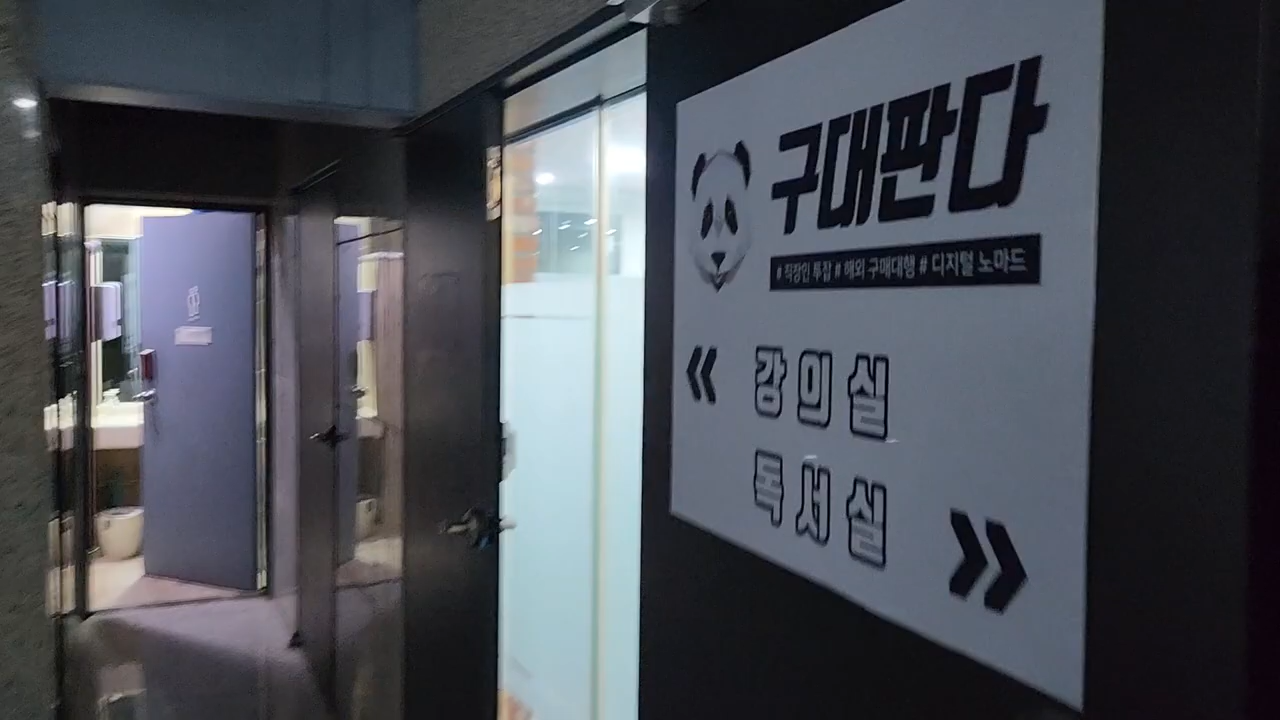 구대판다
# 직장인 투잡 # 해외 구매대행 # 디지털 노마드
« 강의실
독서실 »